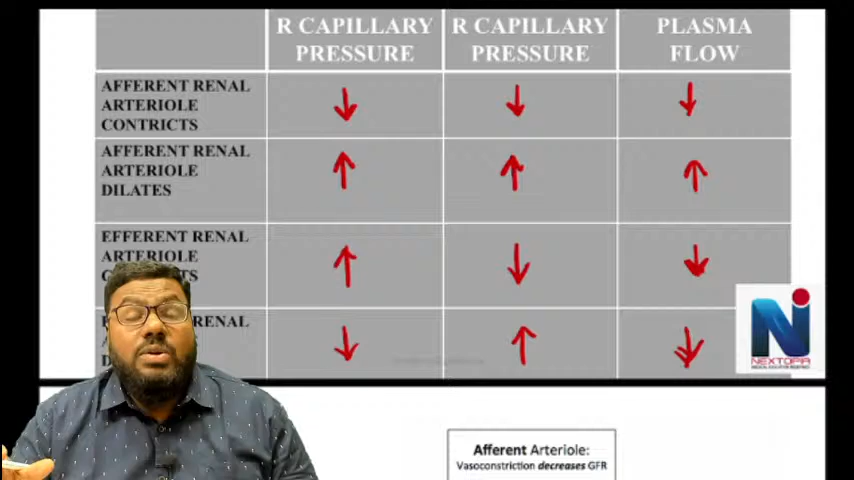 R CAPILLARY
PRESSURE
R CAPILLARY
PRESSURE
PLASMA
FLOW
AFFERENT RENAL
ARTERIOLE
CONTRICTS
↓ ↓ ↓
AFFERENT RENAL
ARTERIOLE
DILATES
↑ ↑ ↑
EFFERENT RENAL
ARTERIOLE
↑ ↓ ↓
RENAL
↓ ↑ ↓
NEXTOPIA
Afferent Arteriole:
Vasoconstriction decreases GFR